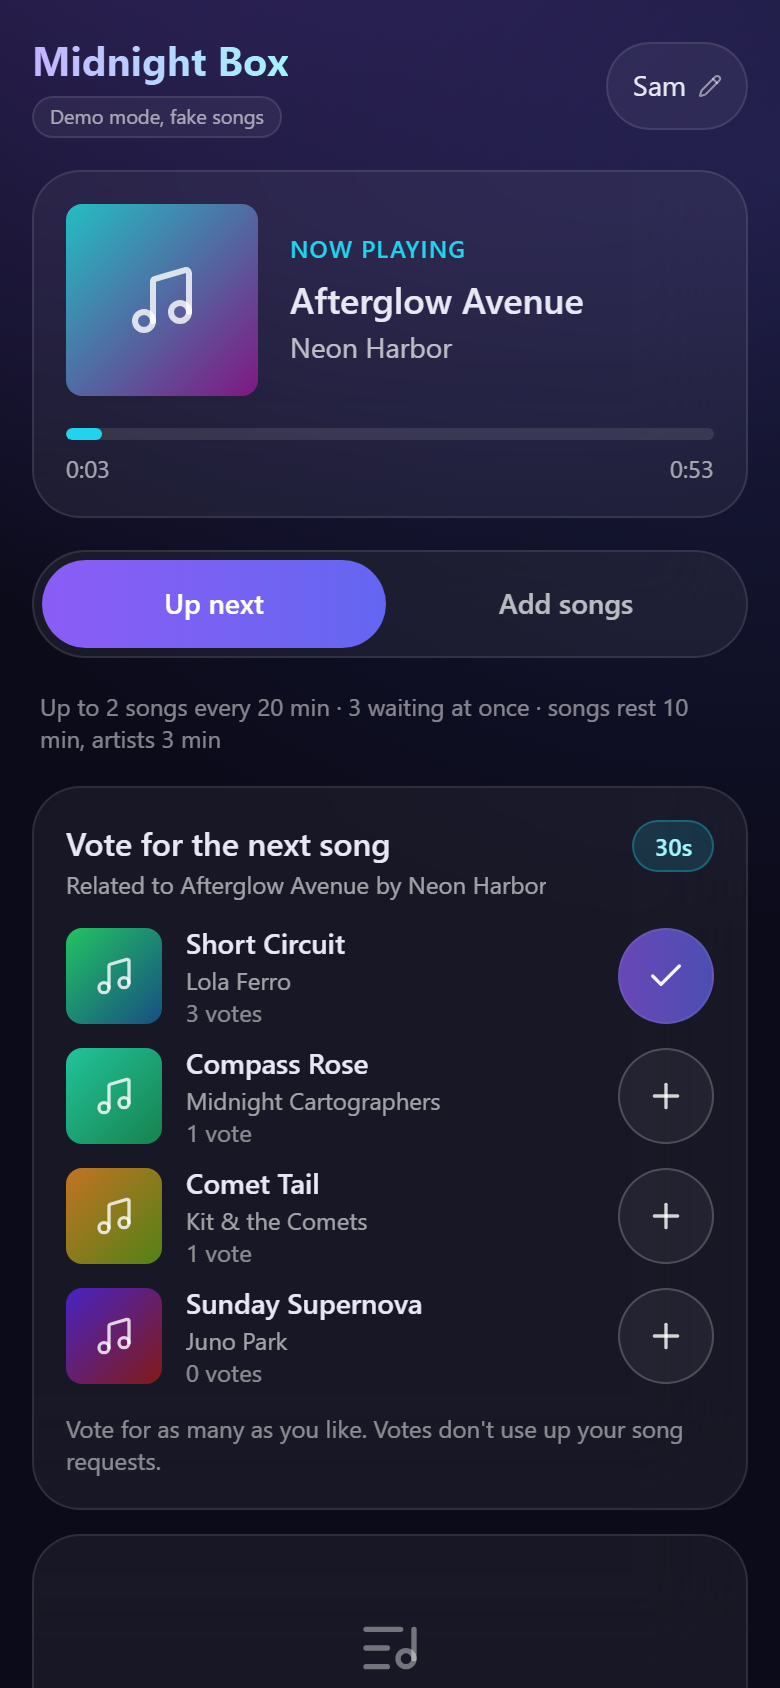 Midnight Box
Sam
Demo mode, fake songs
NOW PLAYING
Afterglow Avenue
Neon Harbor
0:03
0:53
Up next
Add songs
Up to 2 songs every 20 min · 3 waiting at once · songs rest 10
min, artists 3 min
Vote for the next song
30s
Related to Afterglow Avenue by Neon Harbor
Short Circuit
Lola Ferro
3 votes
Compass Rose
Midnight Cartographers
1 vote
Comet Tail
Kit & the Comets
1 vote
Sunday Supernova
Juno Park
0 votes
Vote for as many as you like. Votes don't use up your song
requests.